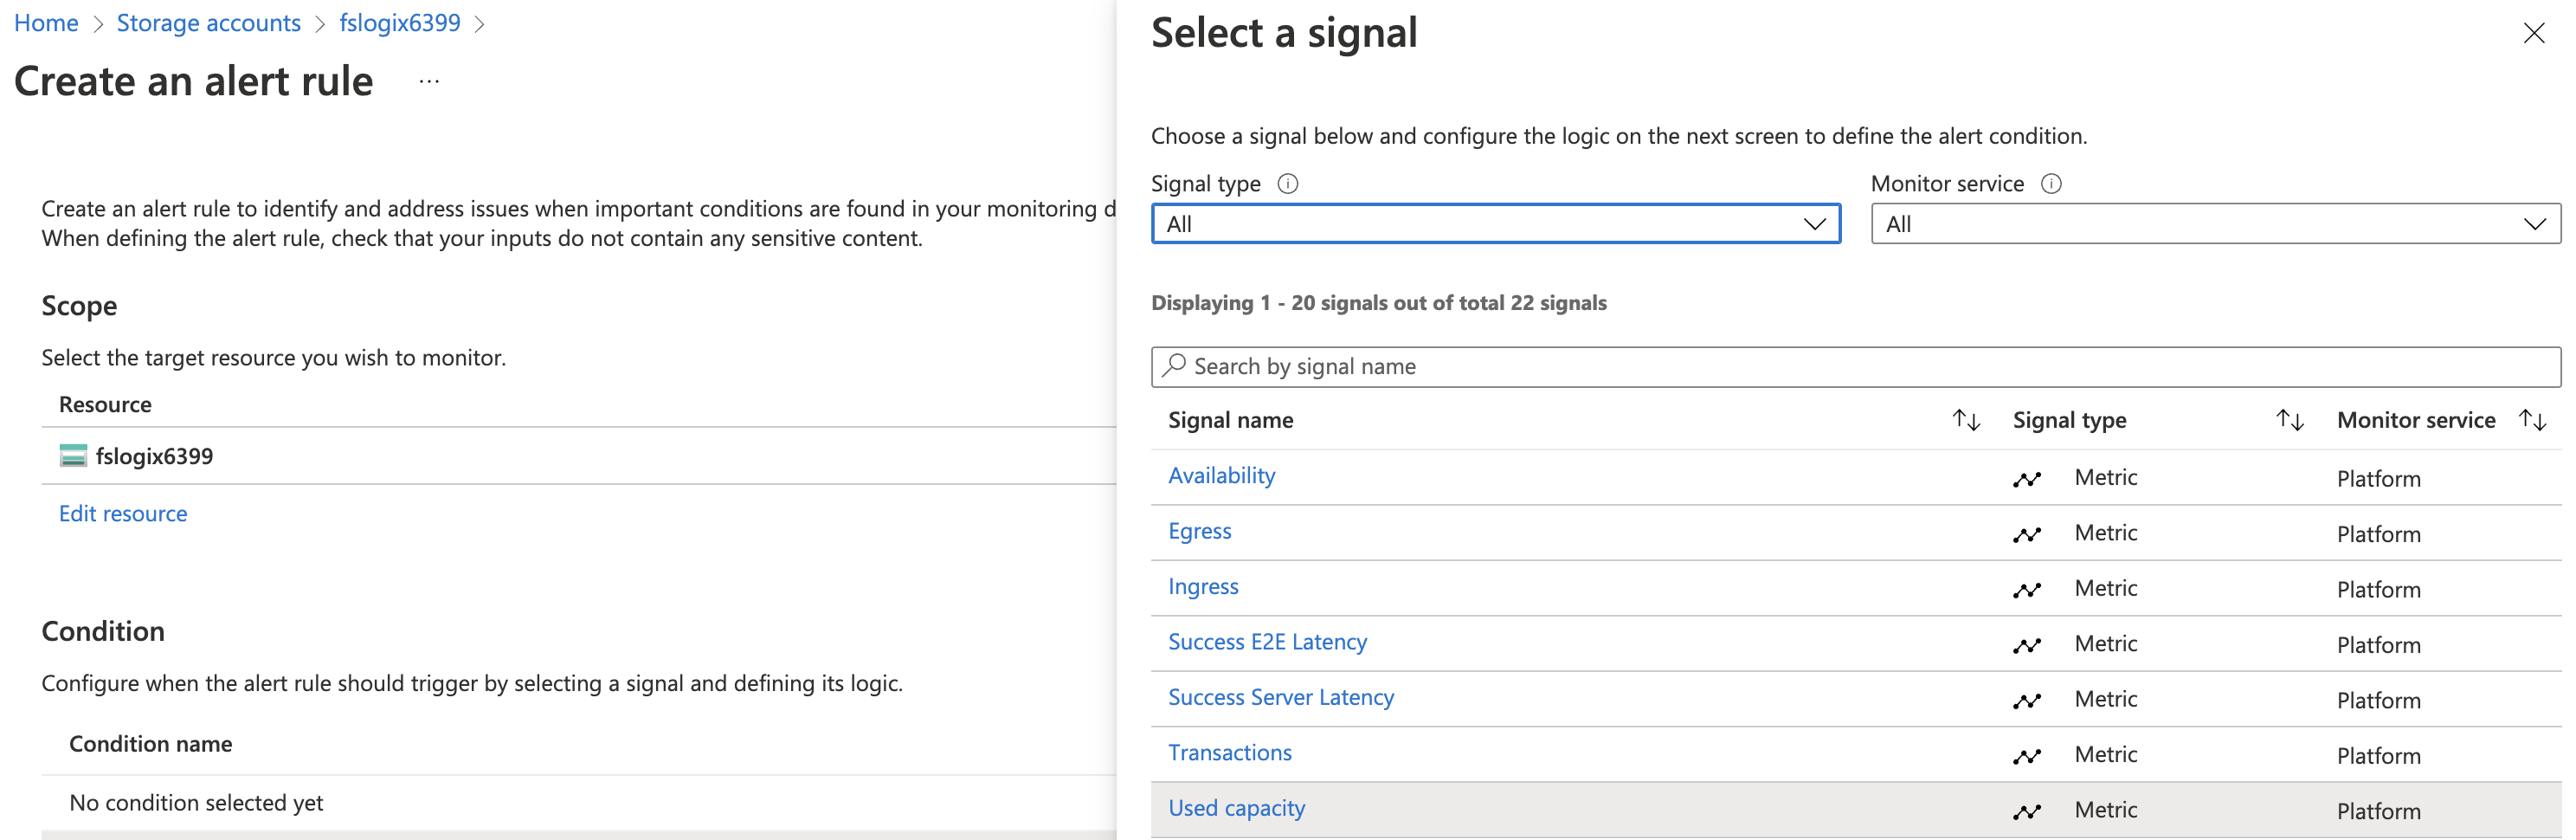 Home > Storage accounts > fslogix6399 >
Create an alert rule ...
Create an alert rule to identify and address issues when important conditions are found in your monitoring d
When defining the alert rule, check that your inputs do not contain any sensitive content.
Scope
Select the target resource you wish to monitor.
Resource
fslogix6399
Edit resource
Condition
Configure when the alert rule should trigger by selecting a signal and defining its logic.
Condition name
No condition selected yet
Select a signal
Choose a signal below and configure the logic on the next screen to define the alert condition.
Signal type Monitor service
All All
Displaying 1 - 20 signals out of total 22 signals
Search by signal name
Signal name Signal type Monitor service
Availability Metric Platform
Egress Metric Platform
Ingress Metric Platform
Success E2E Latency Metric Platform
Success Server Latency Metric Platform
Transactions Metric Platform
Used capacity Metric Platform